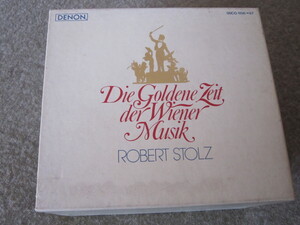 DENON
Die Goldene Zeit
der Wiener
Musik
ROBERT STOLZ